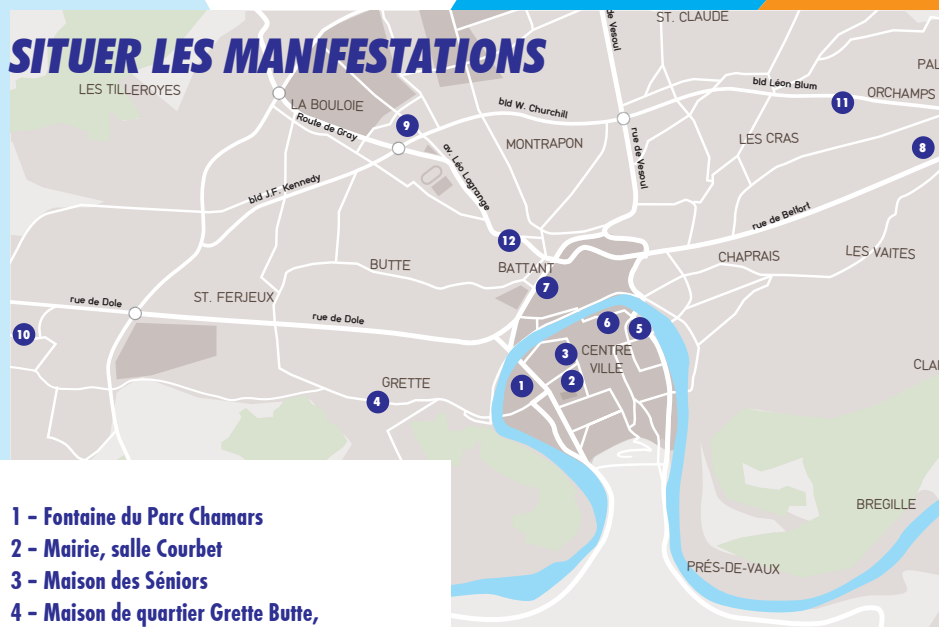 ST. CLAUDE
SITUER LES MANIFESTATIONS
de Vesoul
LES TILLEROYES
LA BOULOIE
bld Léon Blum
ORCHAMPS
11
bld W. Churchill
Route de Gray
9
MONTRAPON
LES CRAS
8
rue de Vesoul
av. Léo Lagrange
bld J.F. Kennedy
rue de Belfort
12
BUTTE
BATTANT
CHAPRAIS
LES VAITES
7
ST. FERJEUX
rue de Dole
rue de Dole
10
6
5
3
CENTRE
VILLE
2
1
GRETTE
4
BREGILLE
PRÉS-DE-VAUX
1 – Fontaine du Parc Chamars
2 – Mairie, salle Courbet
3 – Maison des Séniors
4 – Maison de quartier Grette Butte,